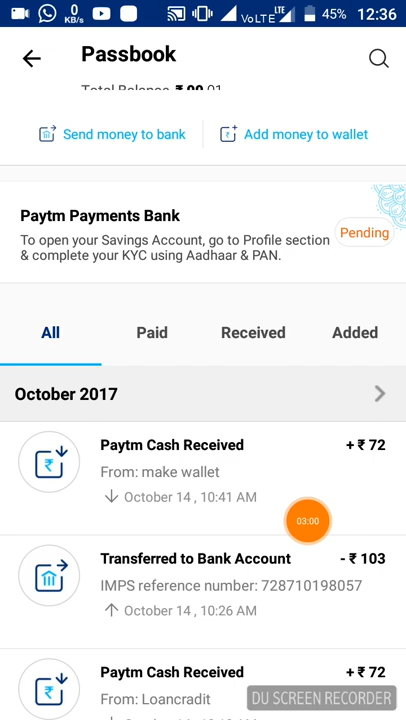 0 KB/s VoLTE LTE 45% 12:36
Passbook
Total Balance ₹ 99.01
Send money to bank Add money to wallet
Paytm Payments Bank
To open your Savings Account, go to Profile section
& complete your KYC using Aadhaar & PAN.
Pending
All Paid Received Added
October 2017
Paytm Cash Received + ₹ 72
From: make wallet
October 14 , 10:41 AM
03:00
Transferred to Bank Account - ₹ 103
IMPS reference number: 728710198057
October 14 , 10:26 AM
Paytm Cash Received + ₹ 72
From: Loancradit
DU SCREEN RECORDER